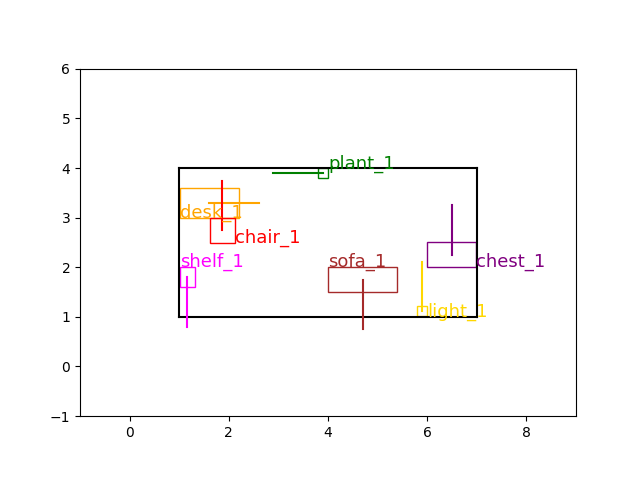 6
5
4
3
2
1
0
−1
0
2
4
6
8
plant_1
desk_1
chair_1
shelf_1
sofa_1
chest_1
light_1